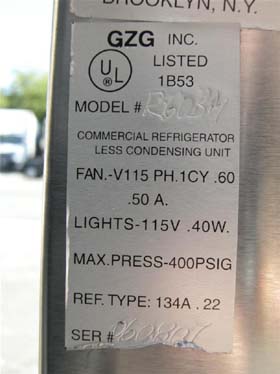 BROOKLYN, N.Y.
GZG INC.
UL LISTED
1B53
MODEL #
COMMERCIAL REFRIGERATOR
LESS CONDENSING UNIT
FAN.-V115 PH.1CY .60
.50 A.
LIGHTS-115V .40W.
MAX.PRESS-400PSIG
REF. TYPE: 134A .22
SER # 060807